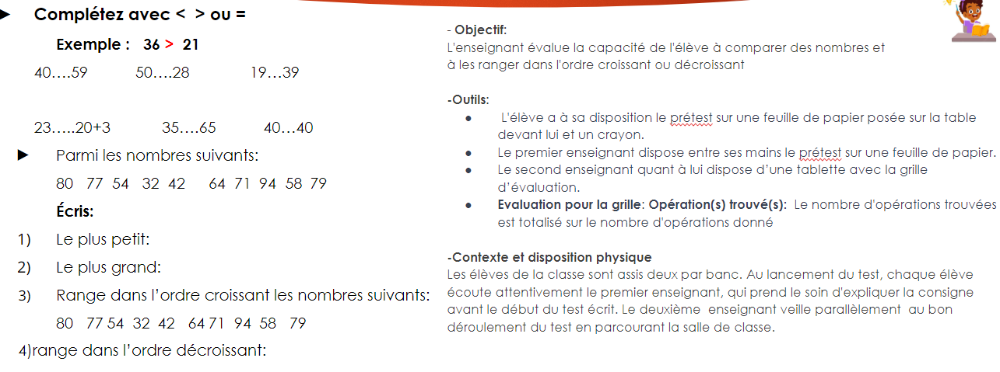 ► Complétez avec < > ou =
Exemple : 36 > 21
40....59 50....28 19...39
23.....20+3 35....65 40...40
► Parmi les nombres suivants:
80 77 54 32 42 64 71 94 58 79
Écris:
1) Le plus petit:
2) Le plus grand:
3) Range dans l'ordre croissant les nombres suivants:
80 77 54 32 42 64 71 94 58 79
4)range dans l'ordre décroissant:
- Objectif:
L'enseignant évalue la capacité de l'élève à comparer des nombres et
à les ranger dans l'ordre croissant ou décroissant
-Outils:
● L'élève a à sa disposition le prétest sur une feuille de papier posée sur la table
devant lui et un crayon.
● Le premier enseignant dispose entre ses mains le prétest sur une feuille de papier.
● Le second enseignant quant à lui dispose d'une tablette avec la grille
d'évaluation.
● Evaluation pour la grille: Opération(s) trouvé(s): Le nombre d'opérations trouvées
est totalisé sur le nombre d'opérations donné
-Contexte et disposition physique
Les élèves de la classe sont assis deux par banc. Au lancement du test, chaque élève
écoute attentivement le premier enseignant, qui prend le soin d'expliquer la consigne
avant le début du test écrit. Le deuxième enseignant veille parallèlement au bon
déroulement du test en parcourant la salle de classe.